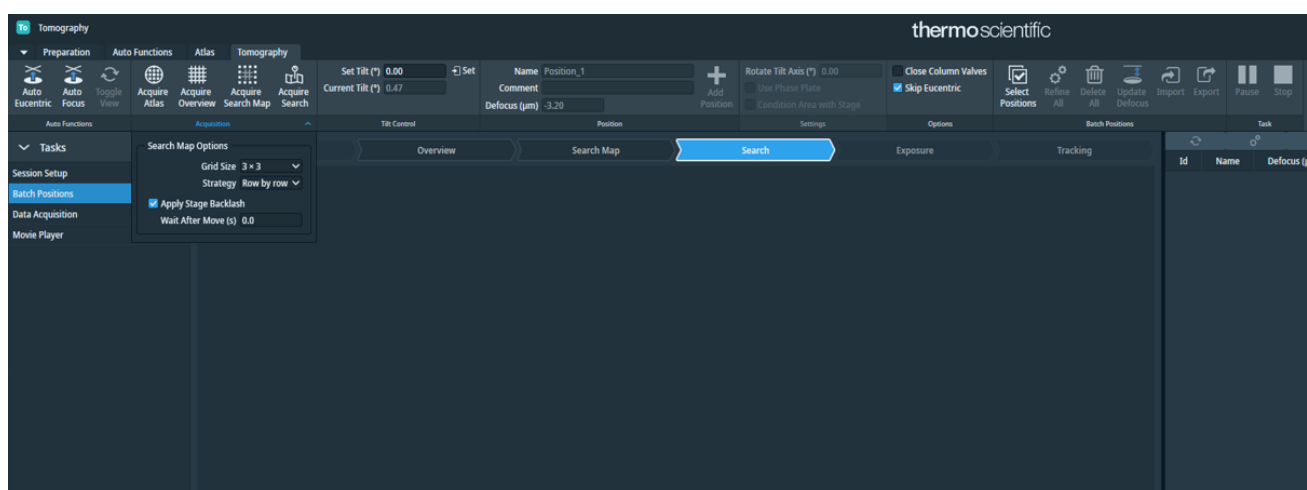 To Tomography
thermo scientific
Preparation Auto Functions Atlas Tomography
Auto Eucentric
Auto Focus
Toggle View
Acquire Atlas
Acquire Overview
Acquire Search Map
Acquire Search
Set Tilt (°) 0.00 Set
Current Tilt (°) 0.47
Name Position_1
Comment
Defocus (µm) -3.20
Add Position
Rotate Tilt Axis (°) 0.00
Use Phase Plate
Condition Area with Stage
Close Column Valves
Skip Eucentric
Select Positions
Refine All
Delete All
Update Defocus
Import
Export
Pause
Stop
Auto Functions Acquisition Tilt Control Position Settings Options Batch Positions Task
Tasks
Session Setup
Batch Positions
Data Acquisition
Movie Player
Search Map Options
Grid Size 3 × 3
Strategy Row by row
Apply Stage Backlash
Wait After Move (s) 0.0
Overview Search Map Search Exposure Tracking
Id Name Defocus (